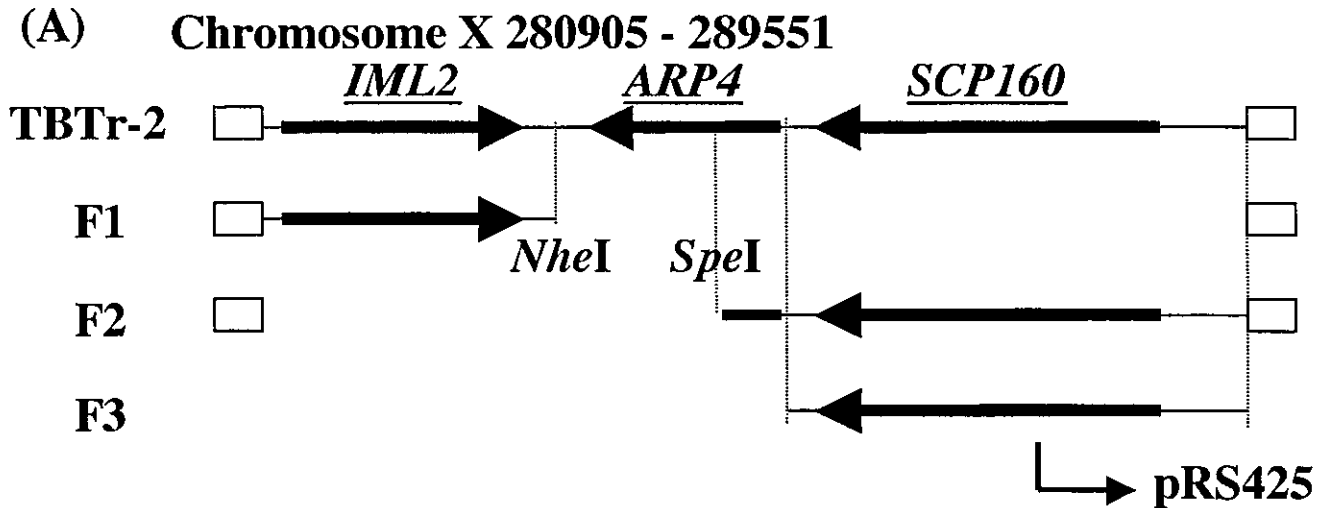 (A) Chromosome X 280905 - 289551
IML2 ARP4 SCP160
TBTr-2
F1
NheI SpeI
F2
F3
pRS425